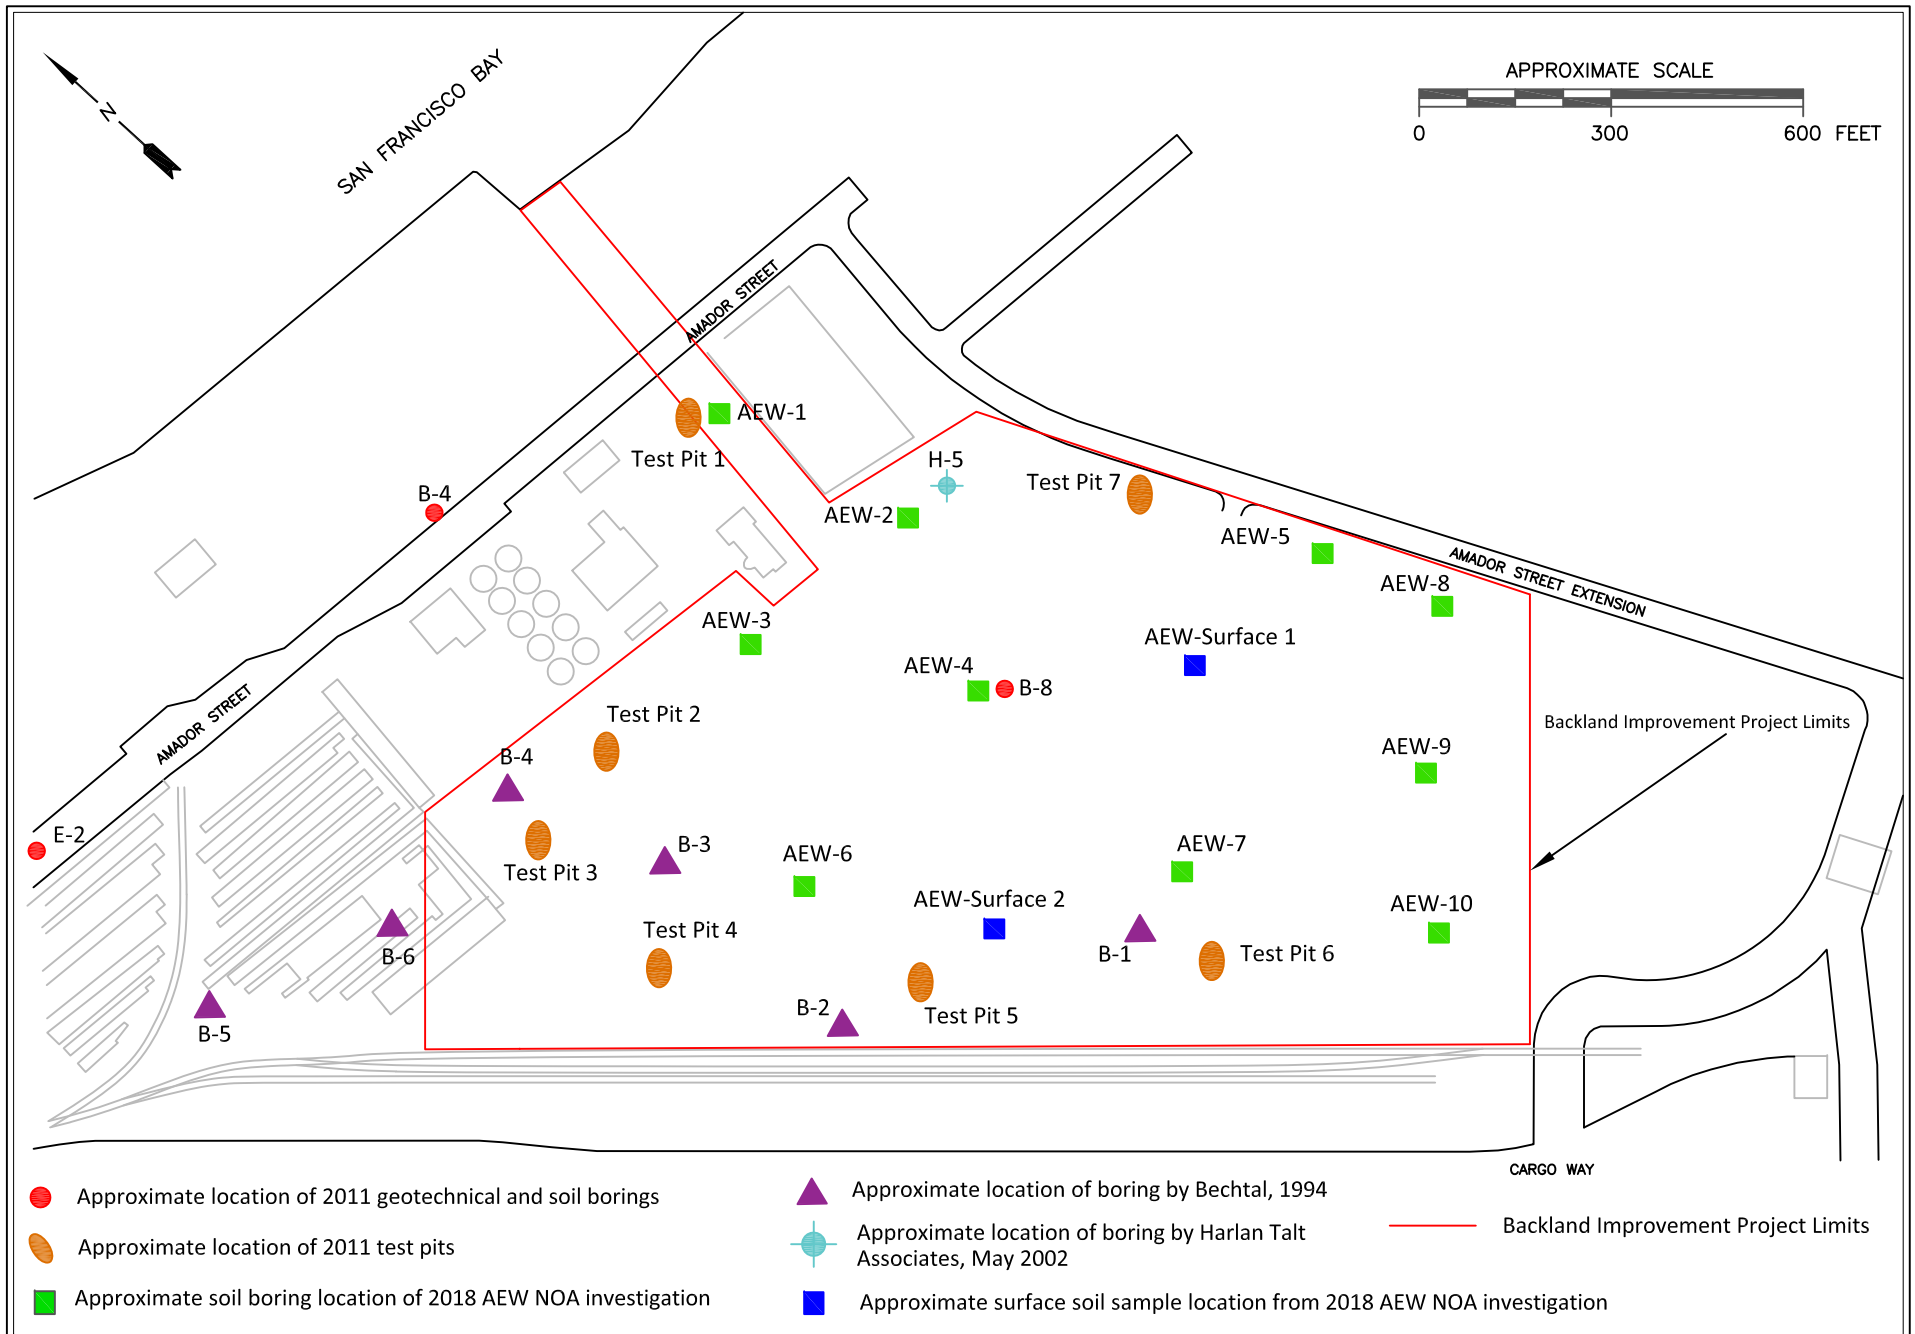 APPROXIMATE SCALE
0 300 600 FEET
N
SAN FRANCISCO BAY
AMADOR STREET
AEW-1
Test Pit 1
H-5
Test Pit 7
B-4
AEW-2
AEW-5
AMADOR STREET EXTENSION
AEW-8
AEW-3
AEW-Surface 1
AEW-4
B-8
Test Pit 2
AMADOR STREET
Backland Improvement Project Limits
B-4
AEW-9
E-2
B-3
AEW-6
AEW-7
Test Pit 3
AEW-Surface 2
AEW-10
Test Pit 4
B-6
B-1
Test Pit 6
B-2
Test Pit 5
B-5
CARGO WAY
Approximate location of 2011 geotechnical and soil borings
Approximate location of 2011 test pits
Approximate soil boring location of 2018 AEW NOA investigation
Approximate location of boring by Bechtal, 1994
Approximate location of boring by Harlan Talt
Associates, May 2002
Approximate surface soil sample location from 2018 AEW NOA investigation
Backland Improvement Project Limits